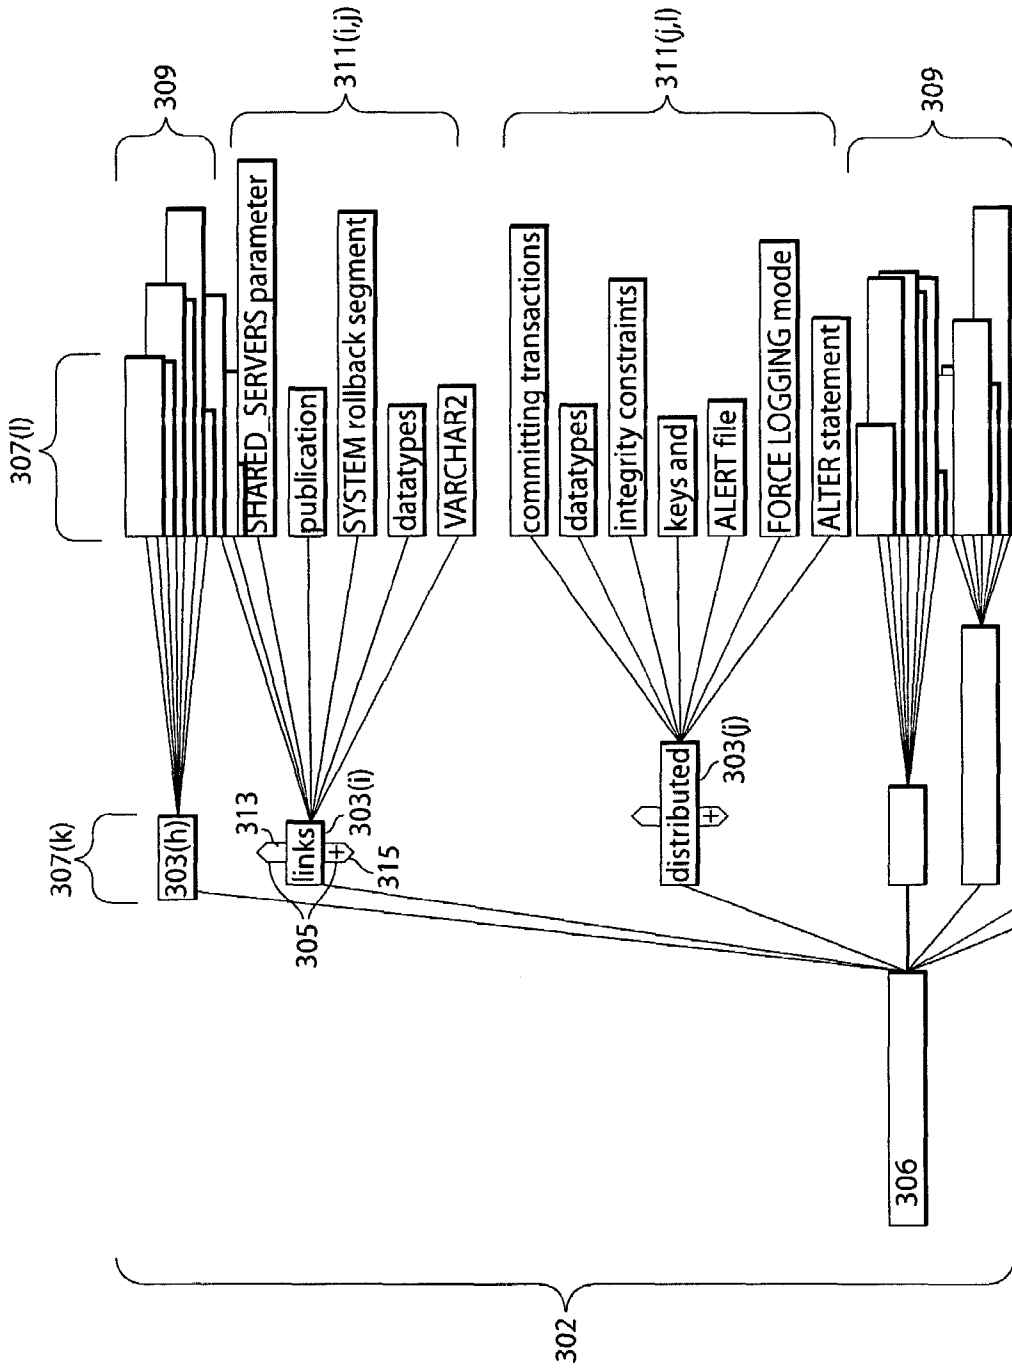 302
306
307(k)
303(h)
313
links
303(i)
305
+
315
distributed
303(j)
+
307(l)
309
SHARED_SERVERS parameter
publication
SYSTEM rollback segment
datatypes
VARCHAR2
311(i,j)
committing transactions
datatypes
integrity constraints
keys and
ALERT file
FORCE LOGGING mode
ALTER statement
311(j,l)
309